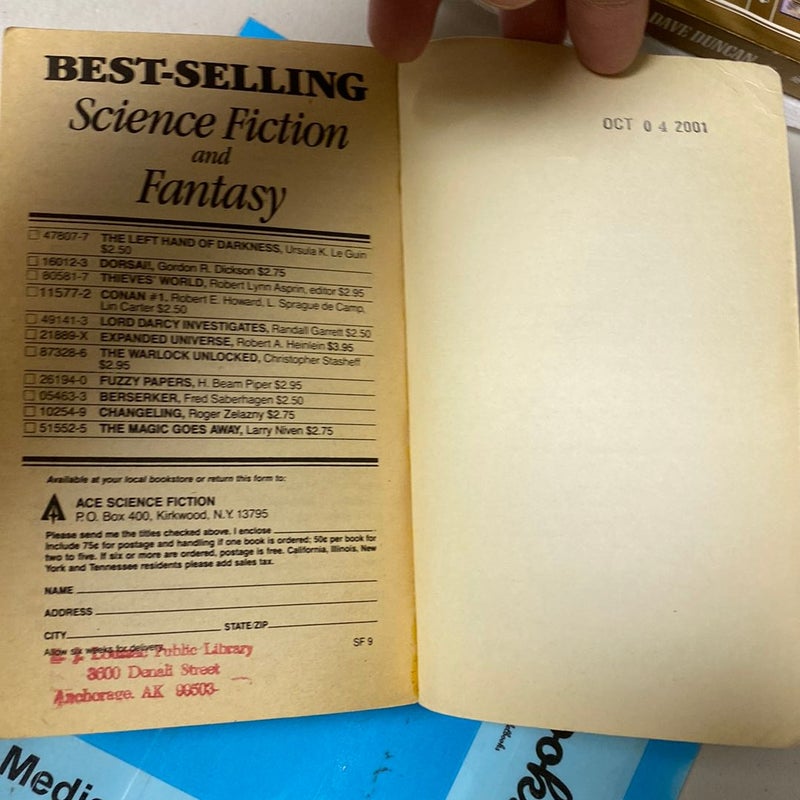 BEST-SELLING
Science Fiction
and
Fantasy
47807-7 THE LEFT HAND OF DARKNESS, Ursula K. Le Guin
$2.50
16012-3 DORSAI!, Gordon R. Dickson $2.75
80581-7 THIEVES' WORLD, Robert Lynn Asprin, editor $2.95
11577-2 CONAN #1, Robert E. Howard, L. Sprague de Camp,
Lin Carter $2.50
49141-3 LORD DARCY INVESTIGATES, Randall Garrett $2.50
21889-X EXPANDED UNIVERSE, Robert A. Heinlein $3.95
87328-6 THE WARLOCK UNLOCKED, Christopher Stasheff
$2.95
26194-0 FUZZY PAPERS, H. Beam Piper $2.95
05463-3 BERSERKER, Fred Saberhagen $2.50
10254-9 CHANGELING, Roger Zelazny $2.75
51552-5 THE MAGIC GOES AWAY, Larry Niven $2.75
Available at your local bookstore or return this form to:
ACE SCIENCE FICTION
P.O. Box 400, Kirkwood, N.Y. 13795
Please send me the titles checked above. I enclose
Include 75¢ for postage and handling if one book is ordered; 50¢ per book for
two to five. If six or more are ordered, postage is free. California, Illinois, New
York and Tennessee residents please add sales tax.
NAME
ADDRESS
CITY STATE/ZIP
Allow six weeks for delivery. SF 9
Public Library
3600 Denali Street
Anchorage, AK 99503-
OCT 04 2001
DAVE DUNCAN